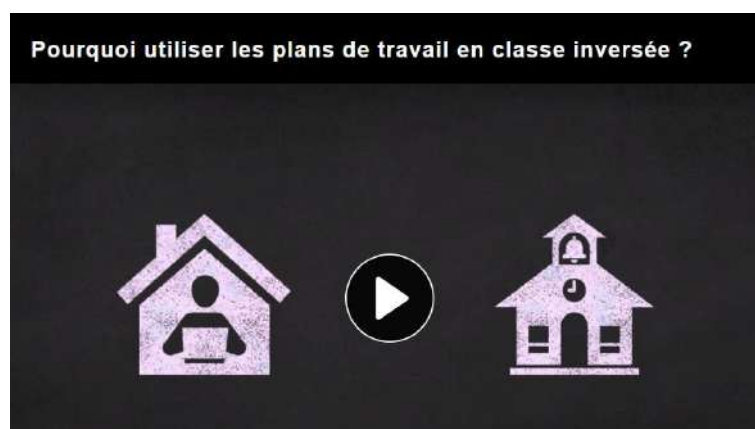 Pourquoi utiliser les plans de travail en classe inversée ?